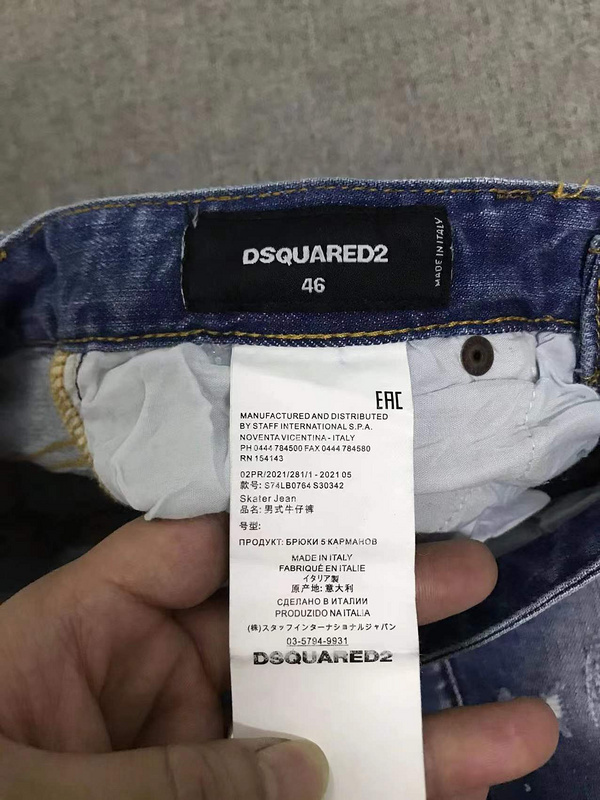 DSQUARED2
46
MADE IN ITALY
EAC
MANUFACTURED AND DISTRIBUTED
BY STAFF INTERNATIONAL S.P.A.
NOVENTA VICENTINA - ITALY
PH 0444 784500 FAX 0444 784580
RN 154143
02PR/2021/281/1 - 2021 05
款号: S74LB0764 S30342
Skater Jean
品名: 男式牛仔裤
号型:
ПРОДУКТ: БРЮКИ 5 КАРМАНОВ
MADE IN ITALY
FABRIQUÉ EN ITALIE
イタリア製
原产地: 意大利
СДЕЛАНО В ИТАЛИИ
PRODUZIDO NA ITALIA
(株)スタッフインターナショナルジャパン
03-5794-9931
DSQUARED2